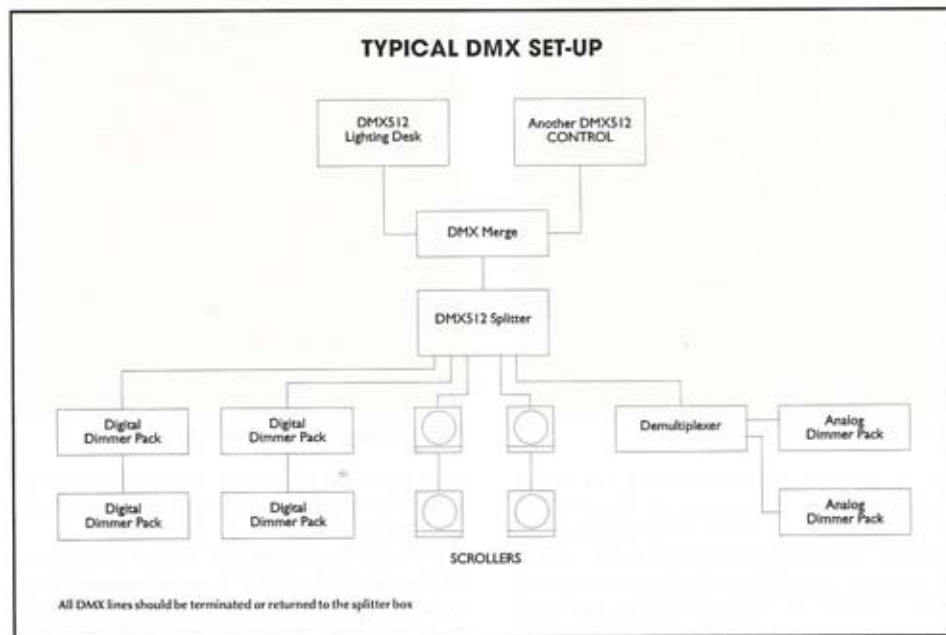 TYPICAL DMX SET-UP
DMX512
Lighting Desk
Another DMX512
CONTROL
DMX Merge
DMX512 Splitter
Digital
Dimmer Pack
Digital
Dimmer Pack
Demultiplexer
Analog
Dimmer Pack
Digital
Dimmer Pack
Digital
Dimmer Pack
Analog
Dimmer Pack
SCROLLERS
All DMX lines should be terminated or returned to the splitter box